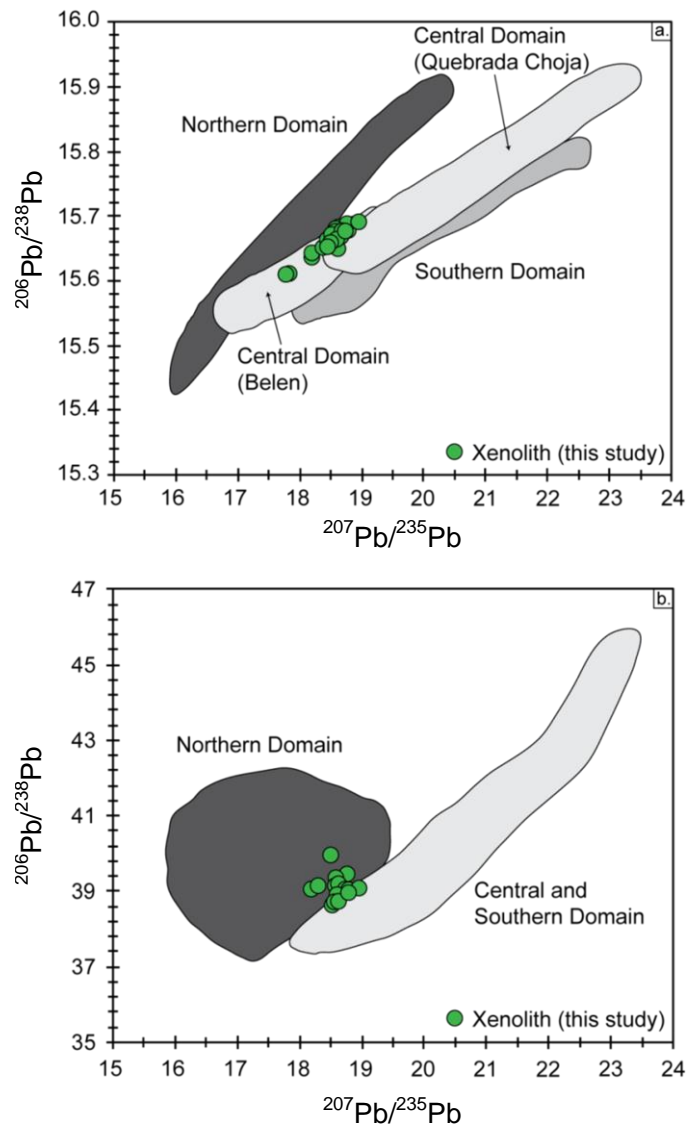 a.
16.0
15.9
15.8
15.7
15.6
15.5
15.4
15.3
²⁰⁶Pb/²³⁸Pb
Central Domain
(Quebrada Choja)
Northern Domain
Southern Domain
Central Domain
(Belen)
Xenolith (this study)
15 16 17 18 19 20 21 22 23 24
²⁰⁷Pb/²³⁵Pb
b.
47
45
43
41
39
37
35
²⁰⁶Pb/²³⁸Pb
Northern Domain
Central and
Southern Domain
Xenolith (this study)
15 16 17 18 19 20 21 22 23 24
²⁰⁷Pb/²³⁵Pb